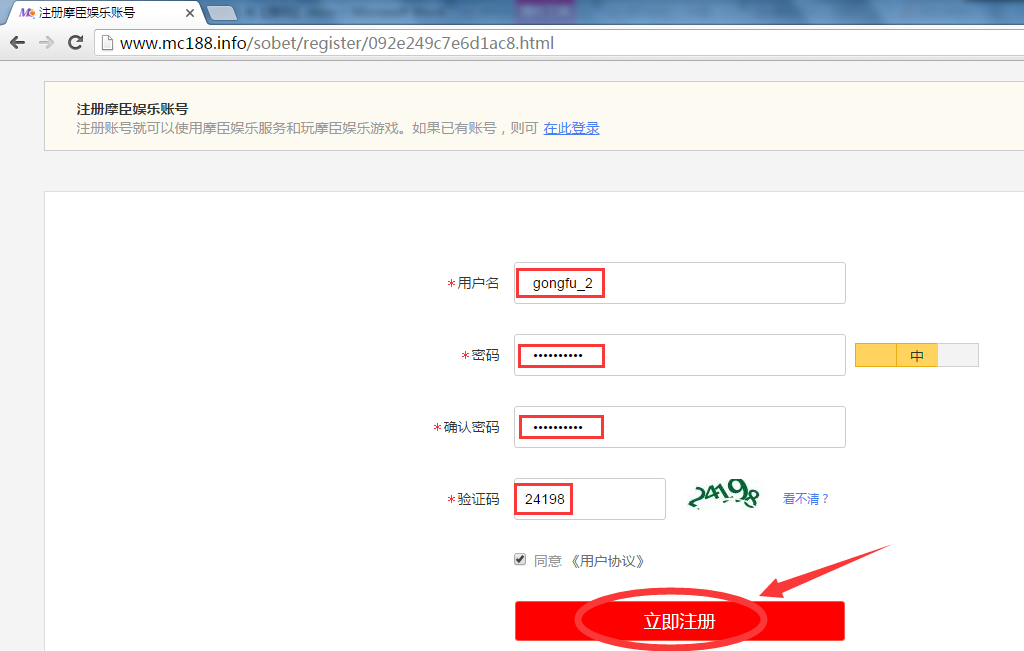 注册摩臣娱乐账号
www.mc188.info/sobet/register/092e249c7e6d1ac8.html
注册摩臣娱乐账号
注册账号就可以使用摩臣娱乐服务和玩摩臣娱乐游戏。如果已有账号，则可 在此登录
*用户名 gongfu_2
*密码 •••••••••• 中
*确认密码 ••••••••••
*验证码 24198 24198 看不清？
同意 《用户协议》
立即注册